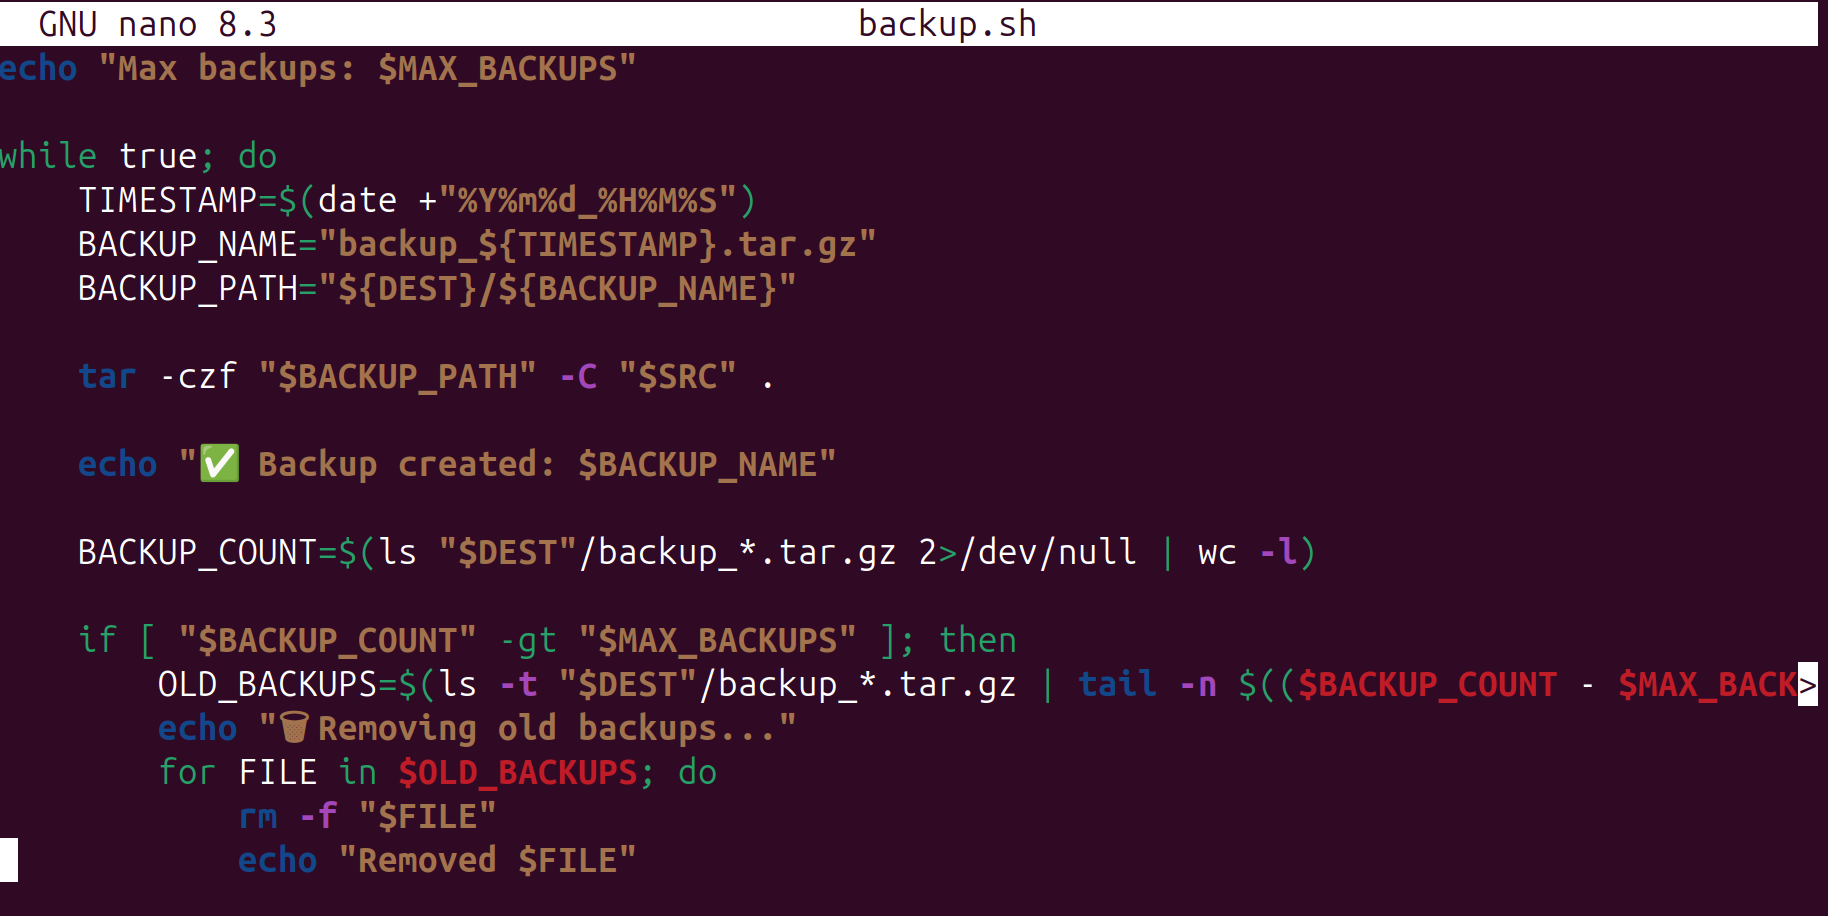 GNU nano 8.3 backup.sh
echo "Max backups: $MAX_BACKUPS"
while true; do
TIMESTAMP=$(date +"%Y%m%d_%H%M%S")
BACKUP_NAME="backup_${TIMESTAMP}.tar.gz"
BACKUP_PATH="${DEST}/${BACKUP_NAME}"
tar -czf "$BACKUP_PATH" -C "$SRC" .
echo "✅ Backup created: $BACKUP_NAME"
BACKUP_COUNT=$(ls "$DEST"/backup_*.tar.gz 2>/dev/null | wc -l)
if [ "$BACKUP_COUNT" -gt "$MAX_BACKUPS" ]; then
OLD_BACKUPS=$(ls -t "$DEST"/backup_*.tar.gz | tail -n $(($BACKUP_COUNT - $MAX_BACK>
echo "🗑Removing old backups..."
for FILE in $OLD_BACKUPS; do
rm -f "$FILE"
echo "Removed $FILE"